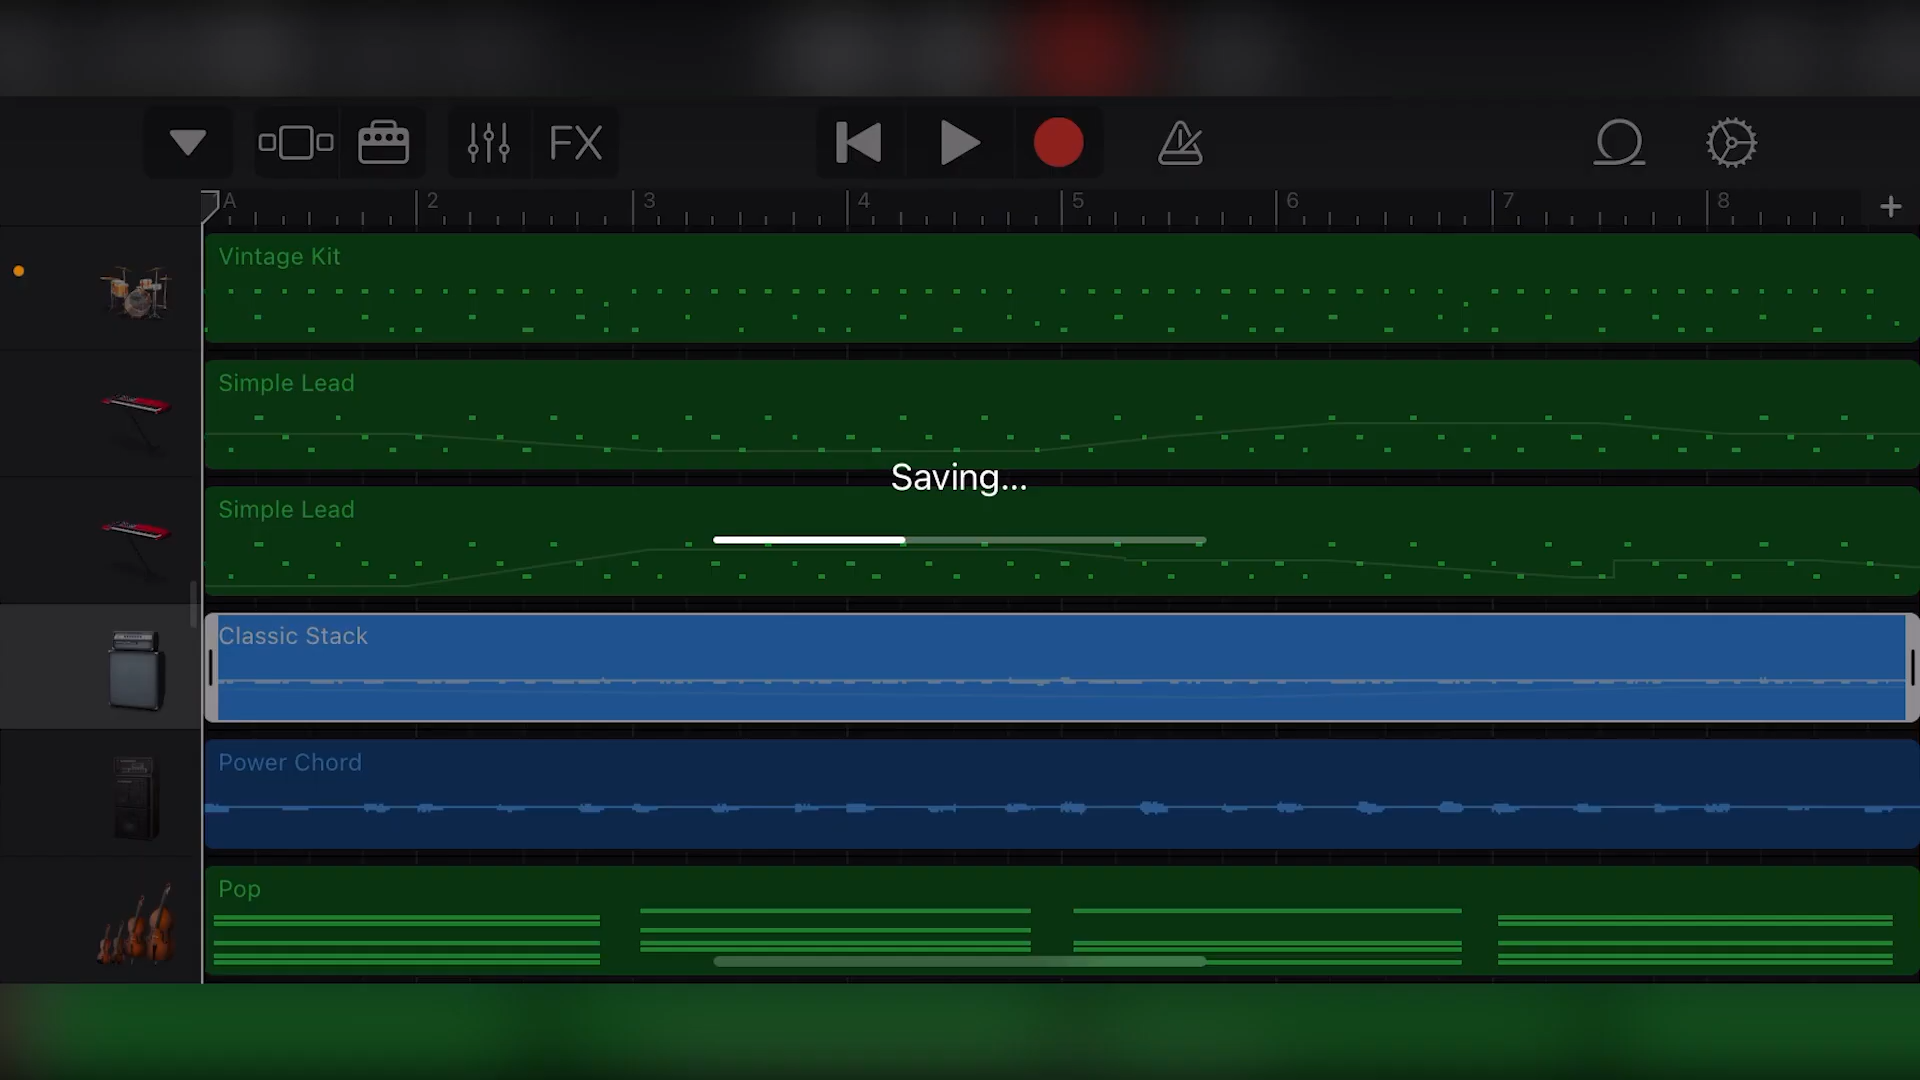 FX
A 2 3 4 5 6 7 8 +
Vintage Kit
Simple Lead
Saving...
Simple Lead
Classic Stack
Power Chord
Pop